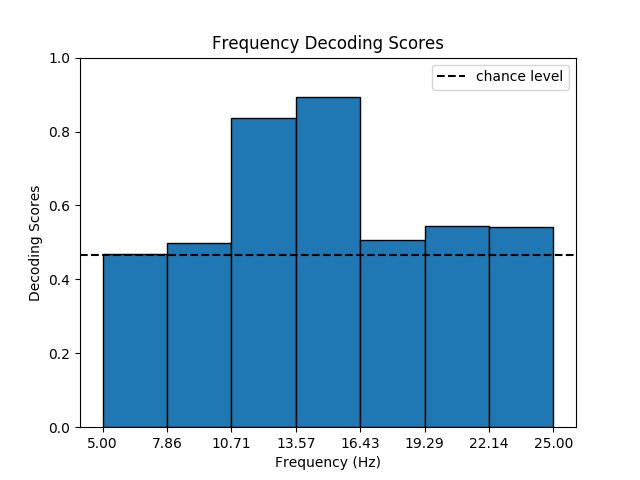 Frequency Decoding Scores
chance level
1.0
0.8
0.6
0.4
0.2
0.0
Decoding Scores
5.00 7.86 10.71 13.57 16.43 19.29 22.14 25.00
Frequency (Hz)